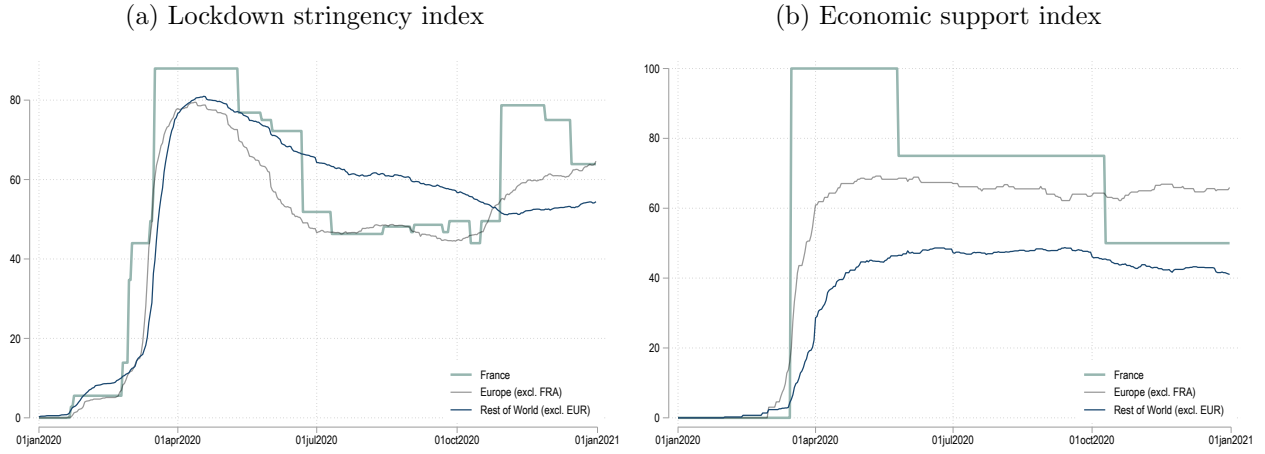 (a) Lockdown stringency index
80
60
40
20
0
01jan2020 01apr2020 01jul2020 01oct2020 01jan2021
France
Europe (excl. FRA)
Rest of World (excl. EUR)
(b) Economic support index
100
80
60
40
20
0
01jan2020 01apr2020 01jul2020 01oct2020 01jan2021
France
Europe (excl. FRA)
Rest of World (excl. EUR)